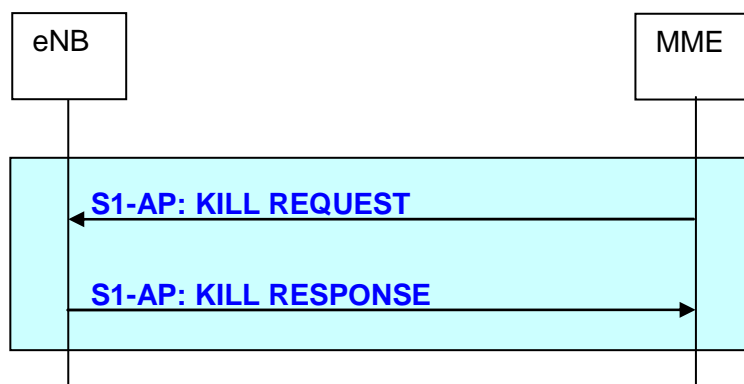 eNB
MME
S1-AP: KILL REQUEST
S1-AP: KILL RESPONSE